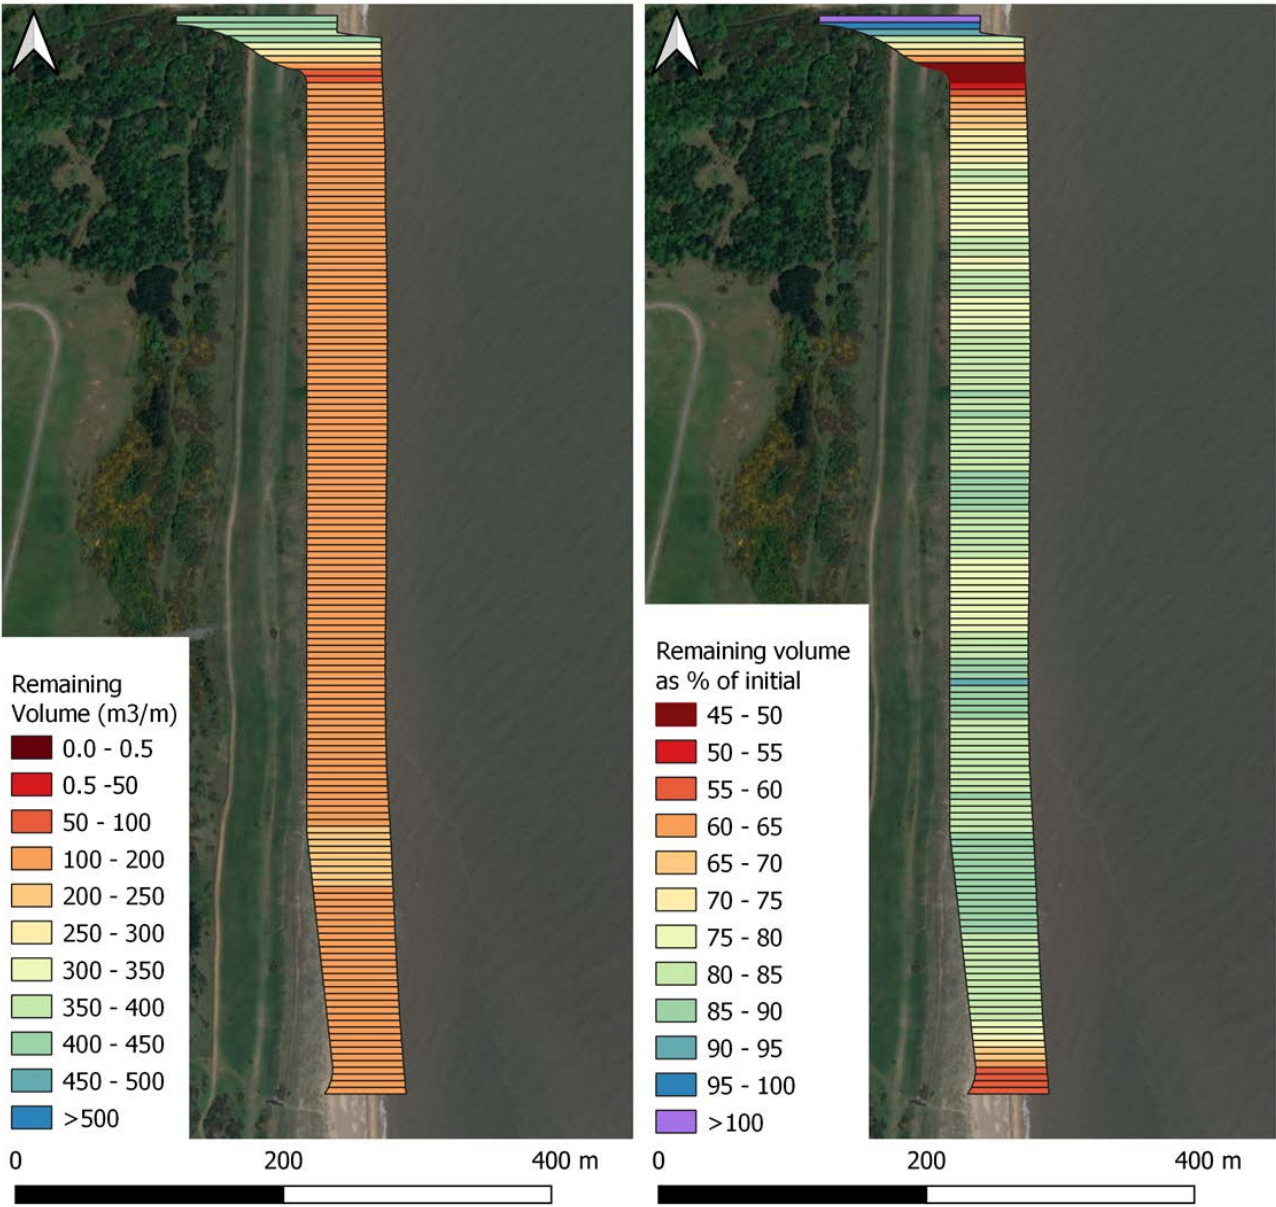 Remaining
Volume (m3/m)
0.0 - 0.5
0.5 -50
50 - 100
100 - 200
200 - 250
250 - 300
300 - 350
350 - 400
400 - 450
450 - 500
>500
0 200 400 m
Remaining volume
as % of initial
45 - 50
50 - 55
55 - 60
60 - 65
65 - 70
70 - 75
75 - 80
80 - 85
85 - 90
90 - 95
95 - 100
>100
0 200 400 m